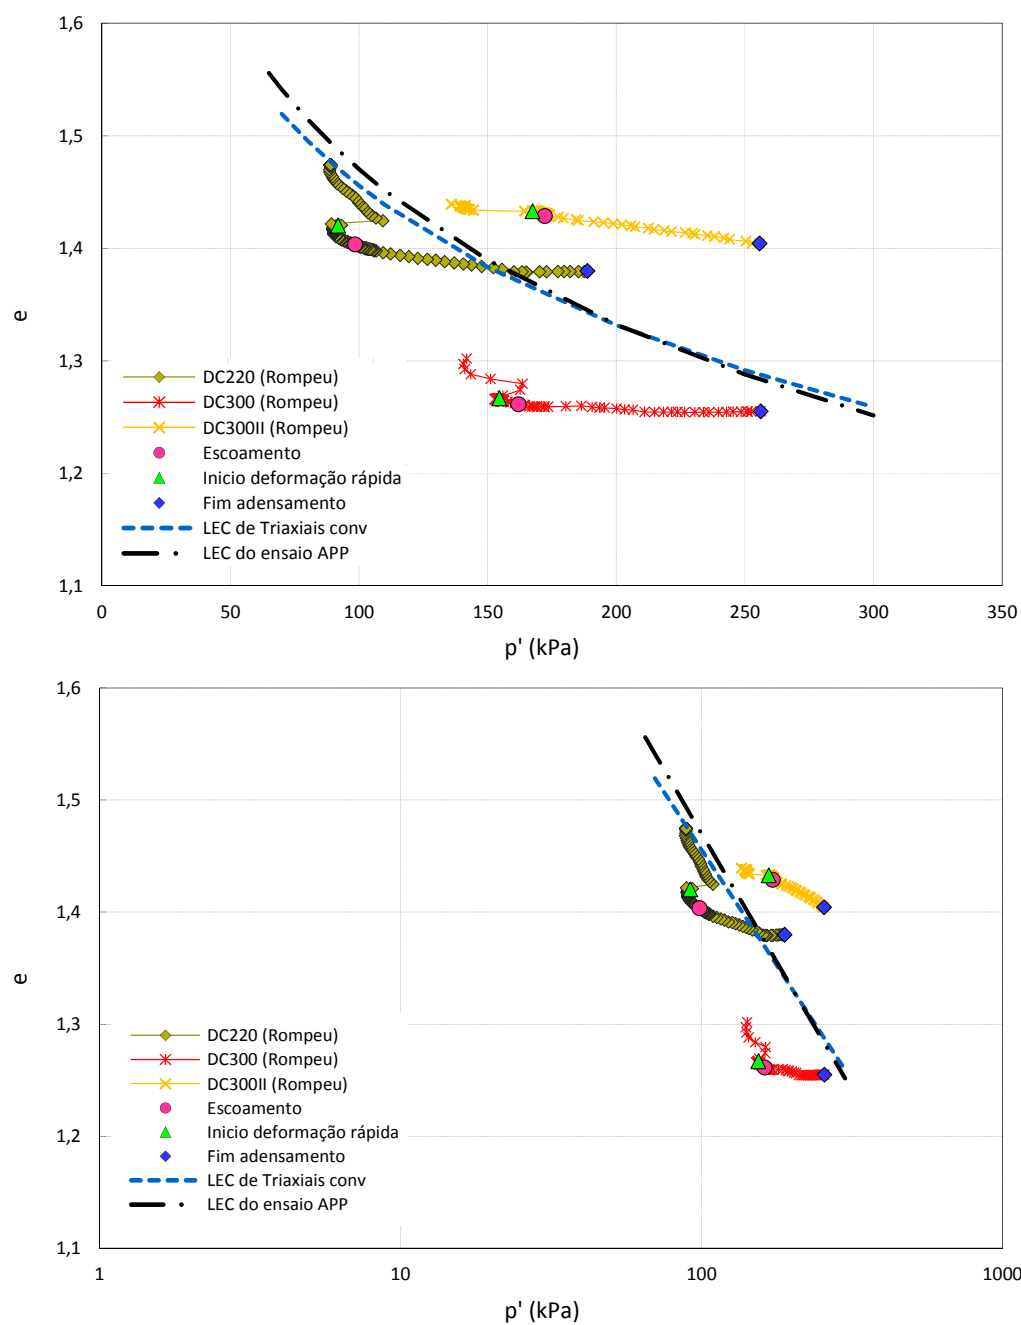 1,6
1,5
1,4
1,3
1,2
1,1
e
DC220 (Rompeu)
DC300 (Rompeu)
DC300II (Rompeu)
Escoamento
Inicio deformação rápida
Fim adensamento
LEC de Triaxiais conv
LEC do ensaio APP
0 50 100 150 200 250 300 350
p' (kPa)
1,6
1,5
1,4
1,3
1,2
1,1
e
DC220 (Rompeu)
DC300 (Rompeu)
DC300II (Rompeu)
Escoamento
Inicio deformação rápida
Fim adensamento
LEC de Triaxiais conv
LEC do ensaio APP
1 10 100 1000
p' (kPa)